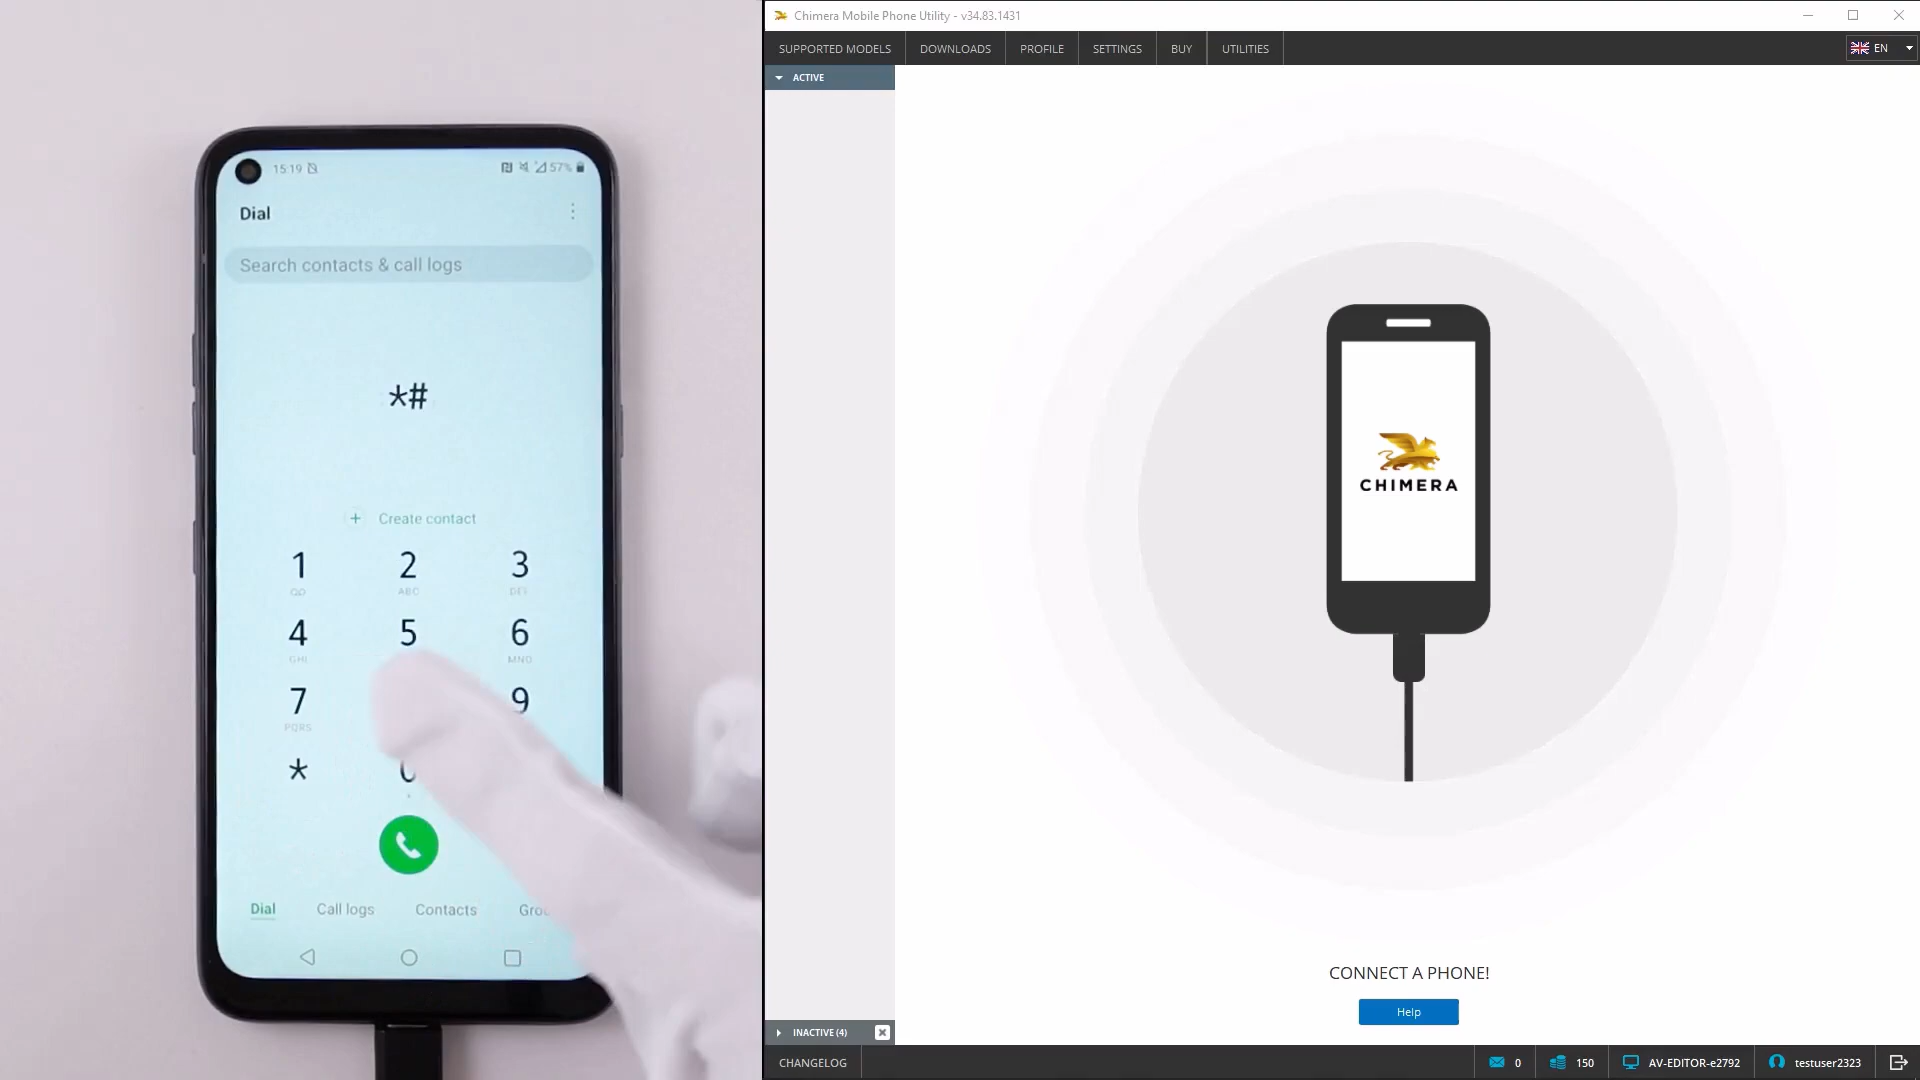 15:19
57%
Dial
Search contacts & call logs
*#
+ Create contact
1 2 3
ABC DEF
4 5 6
GHI MNO
7 9
PQRS
*
Dial Call logs Contacts
Chimera Mobile Phone Utility - v34.83.1431
SUPPORTED MODELS DOWNLOADS PROFILE SETTINGS BUY UTILITIES EN
ACTIVE
CHIMERA
CONNECT A PHONE!
Help
INACTIVE (4)
CHANGELOG 0 150 AV-EDITOR-e2792 testuser2323